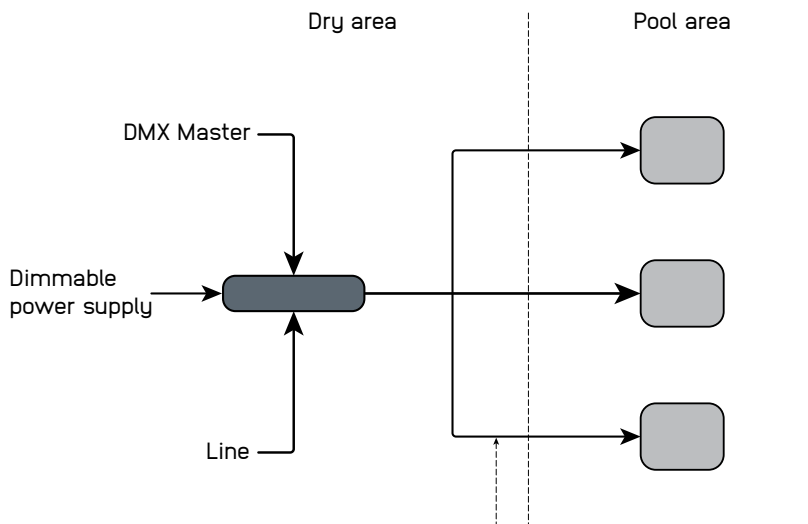 Dry area
Pool area
DMX Master
Dimmable
power supply
Line